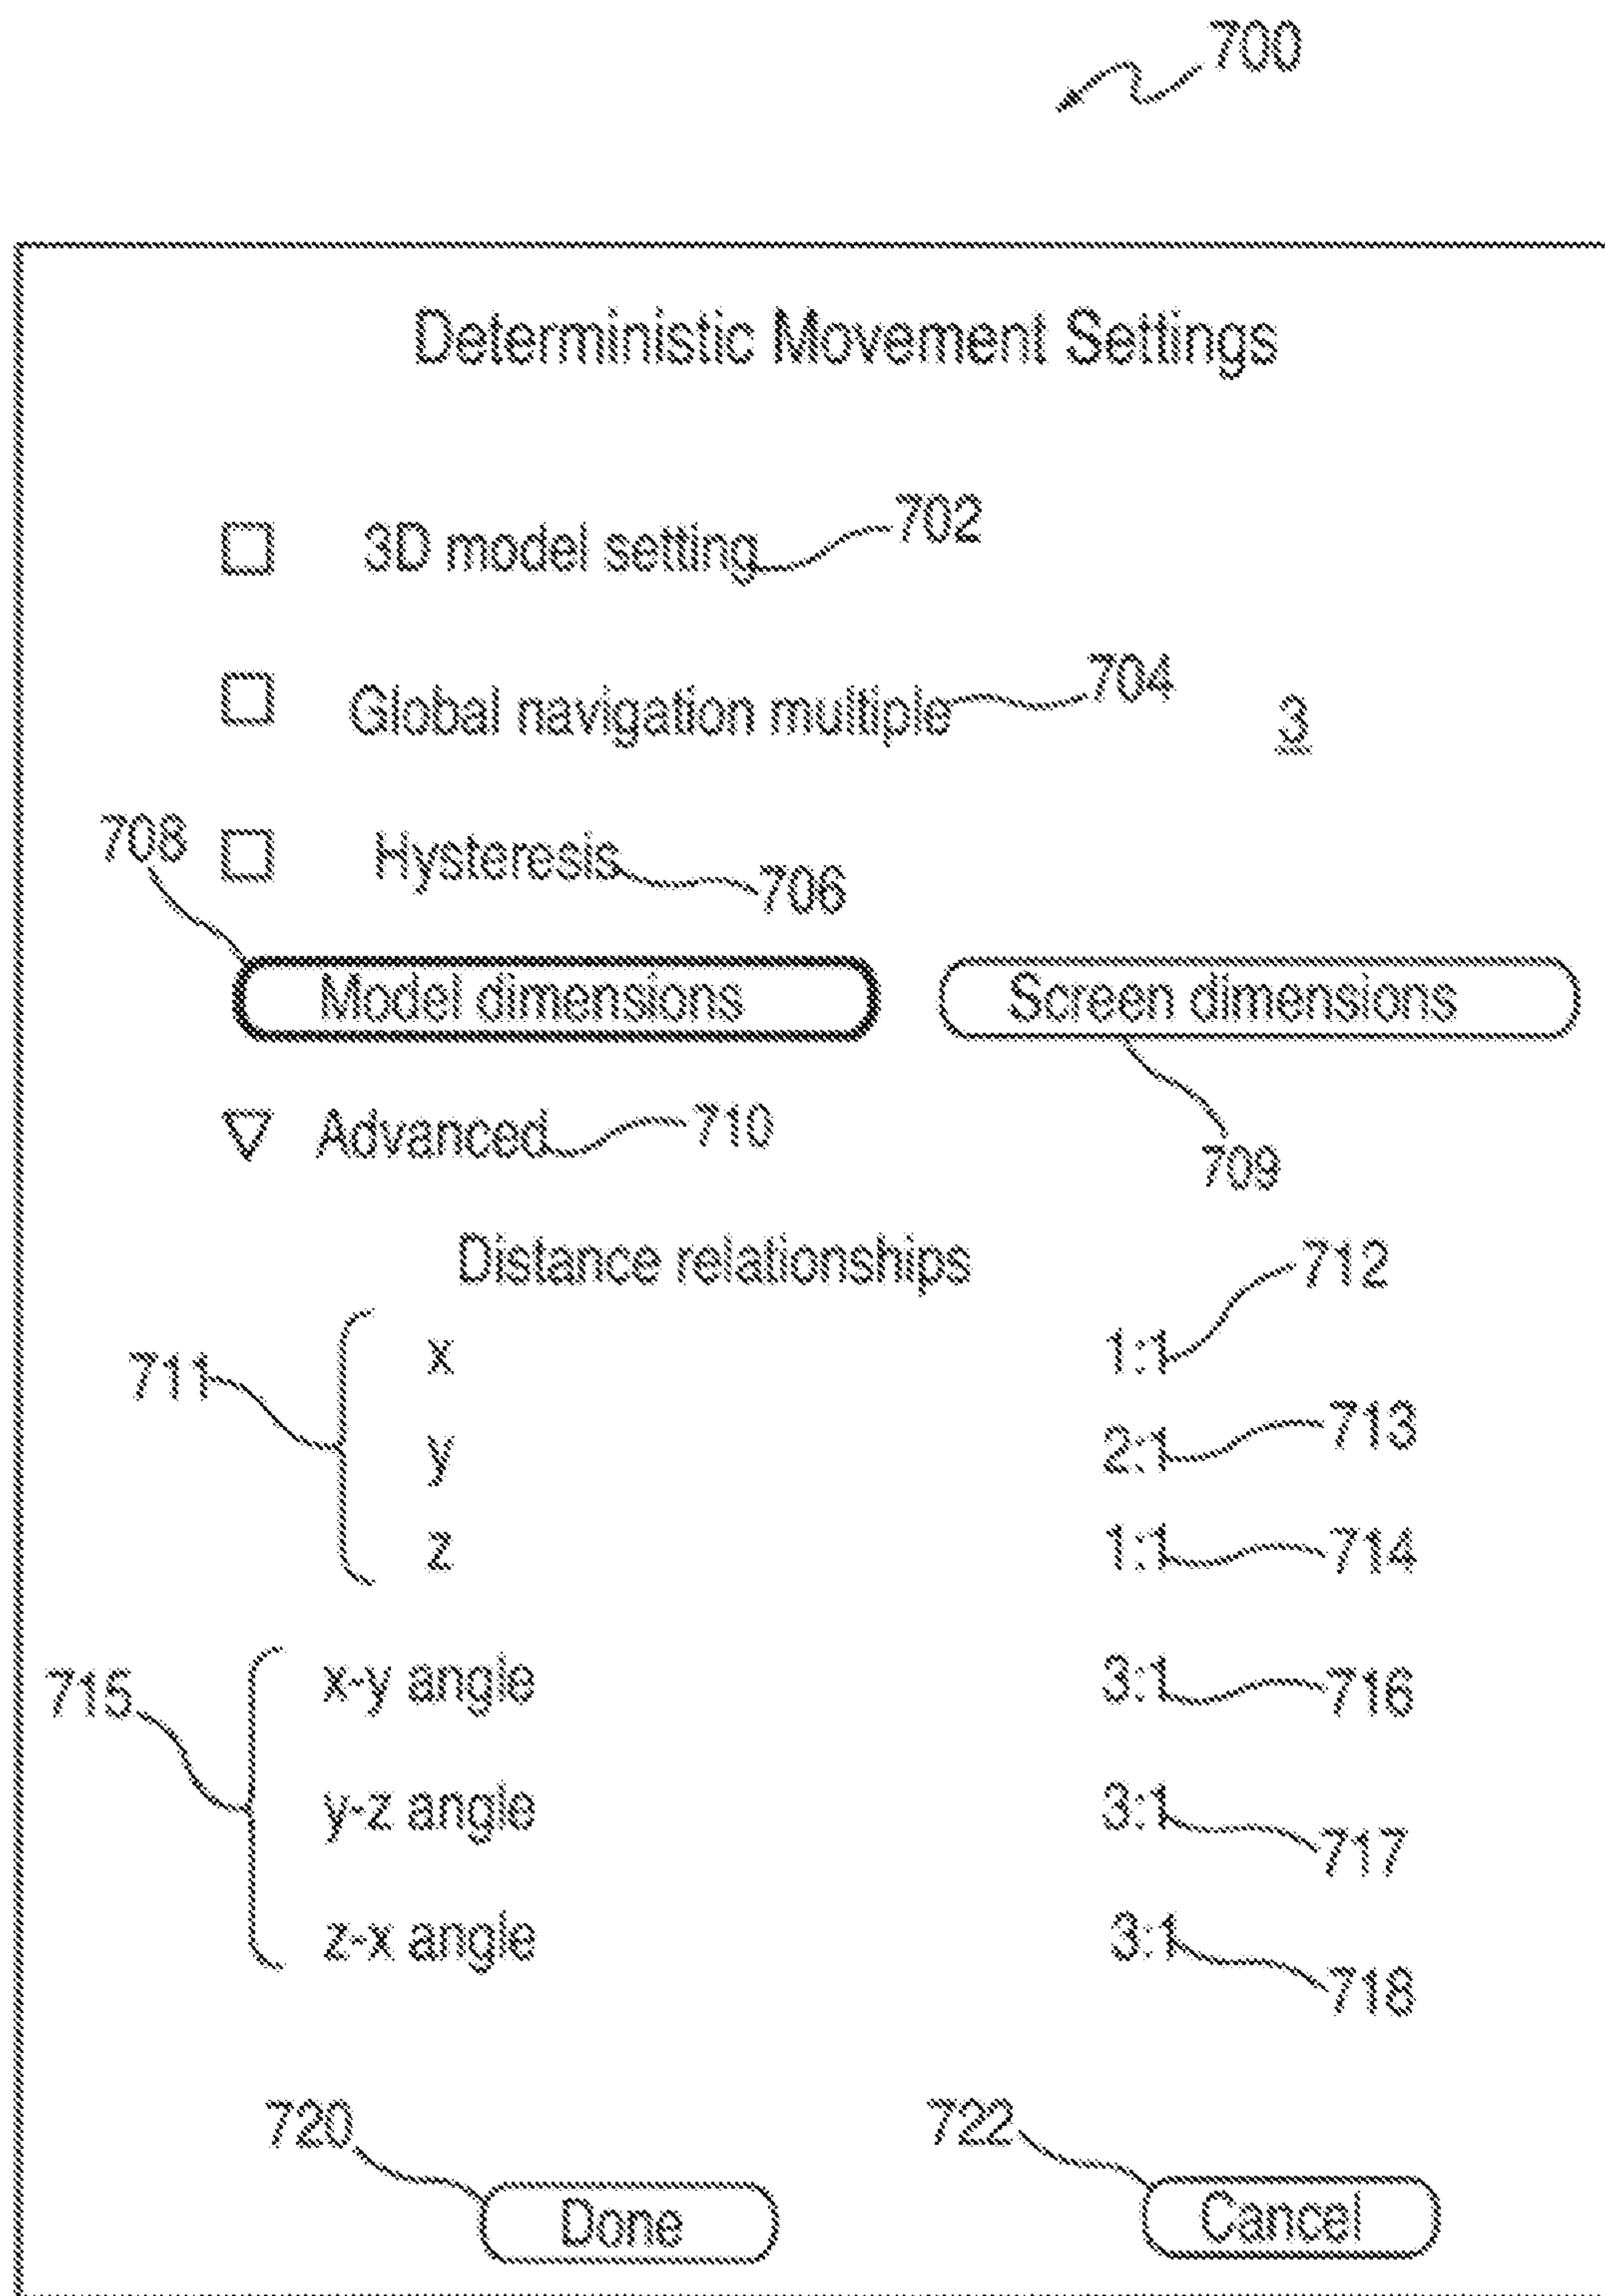 700
Deterministic Movement Settings
3D model setting 702
Global navigation multiple 704 3
708 Hysteresis 706
Model dimensions Screen dimensions
Advanced 710 709
Distance relationships 712
711 x 1:1
y 2:1 713
z 1:1 714
715 x-y angle 3:1 716
y-z angle 3:1 717
z-x angle 3:1 718
720 722
Done Cancel